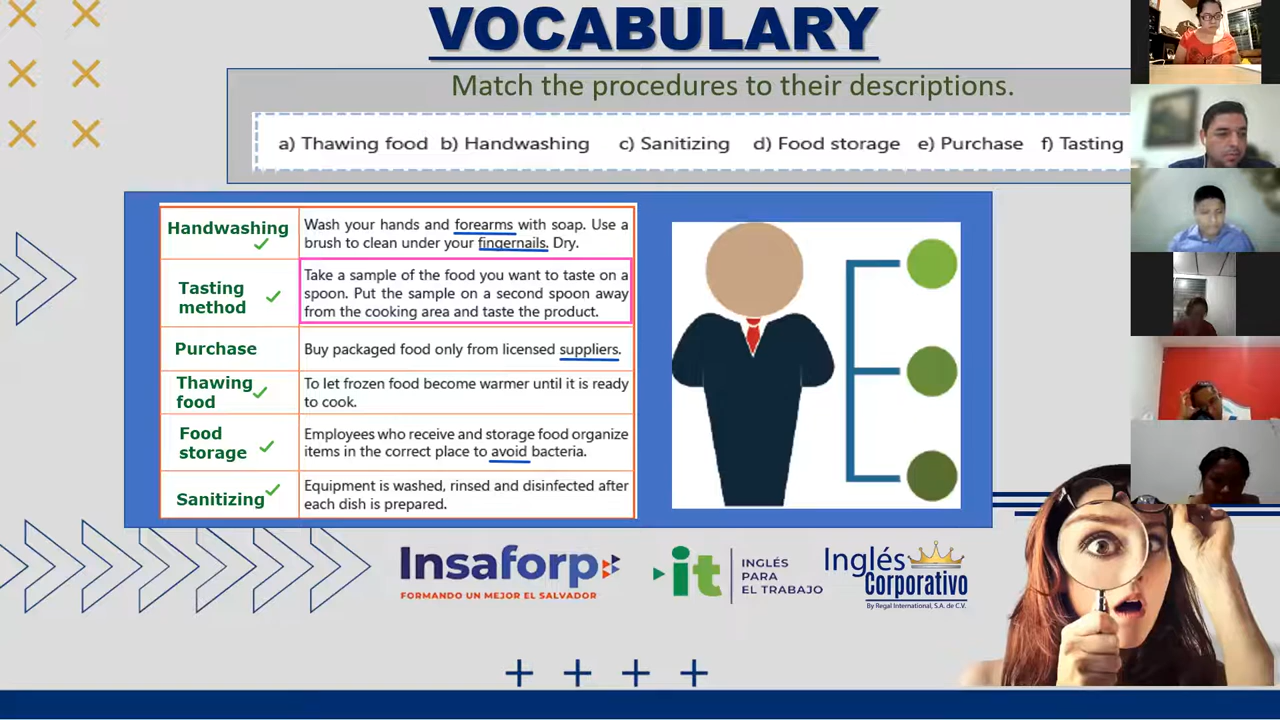 VOCABULARY
Match the procedures to their descriptions.
a) Thawing food b) Handwashing c) Sanitizing d) Food storage e) Purchase f) Tasting
Handwashing
Wash your hands and forearms with soap. Use a
brush to clean under your fingernails. Dry.
Tasting
method
Take a sample of the food you want to taste on a
spoon. Put the sample on a second spoon away
from the cooking area and taste the product.
Purchase
Buy packaged food only from licensed suppliers.
Thawing
food
To let frozen food become warmer until it is ready
to cook.
Food
storage
Employees who receive and storage food organize
items in the correct place to avoid bacteria.
Sanitizing
Equipment is washed, rinsed and disinfected after
each dish is prepared.
Insaforp
FORMANDO UN MEJOR EL SALVADOR
it
INGLÉS
PARA
EL TRABAJO
Inglés
Corporativo
By Regal International, S.A. de C.V.